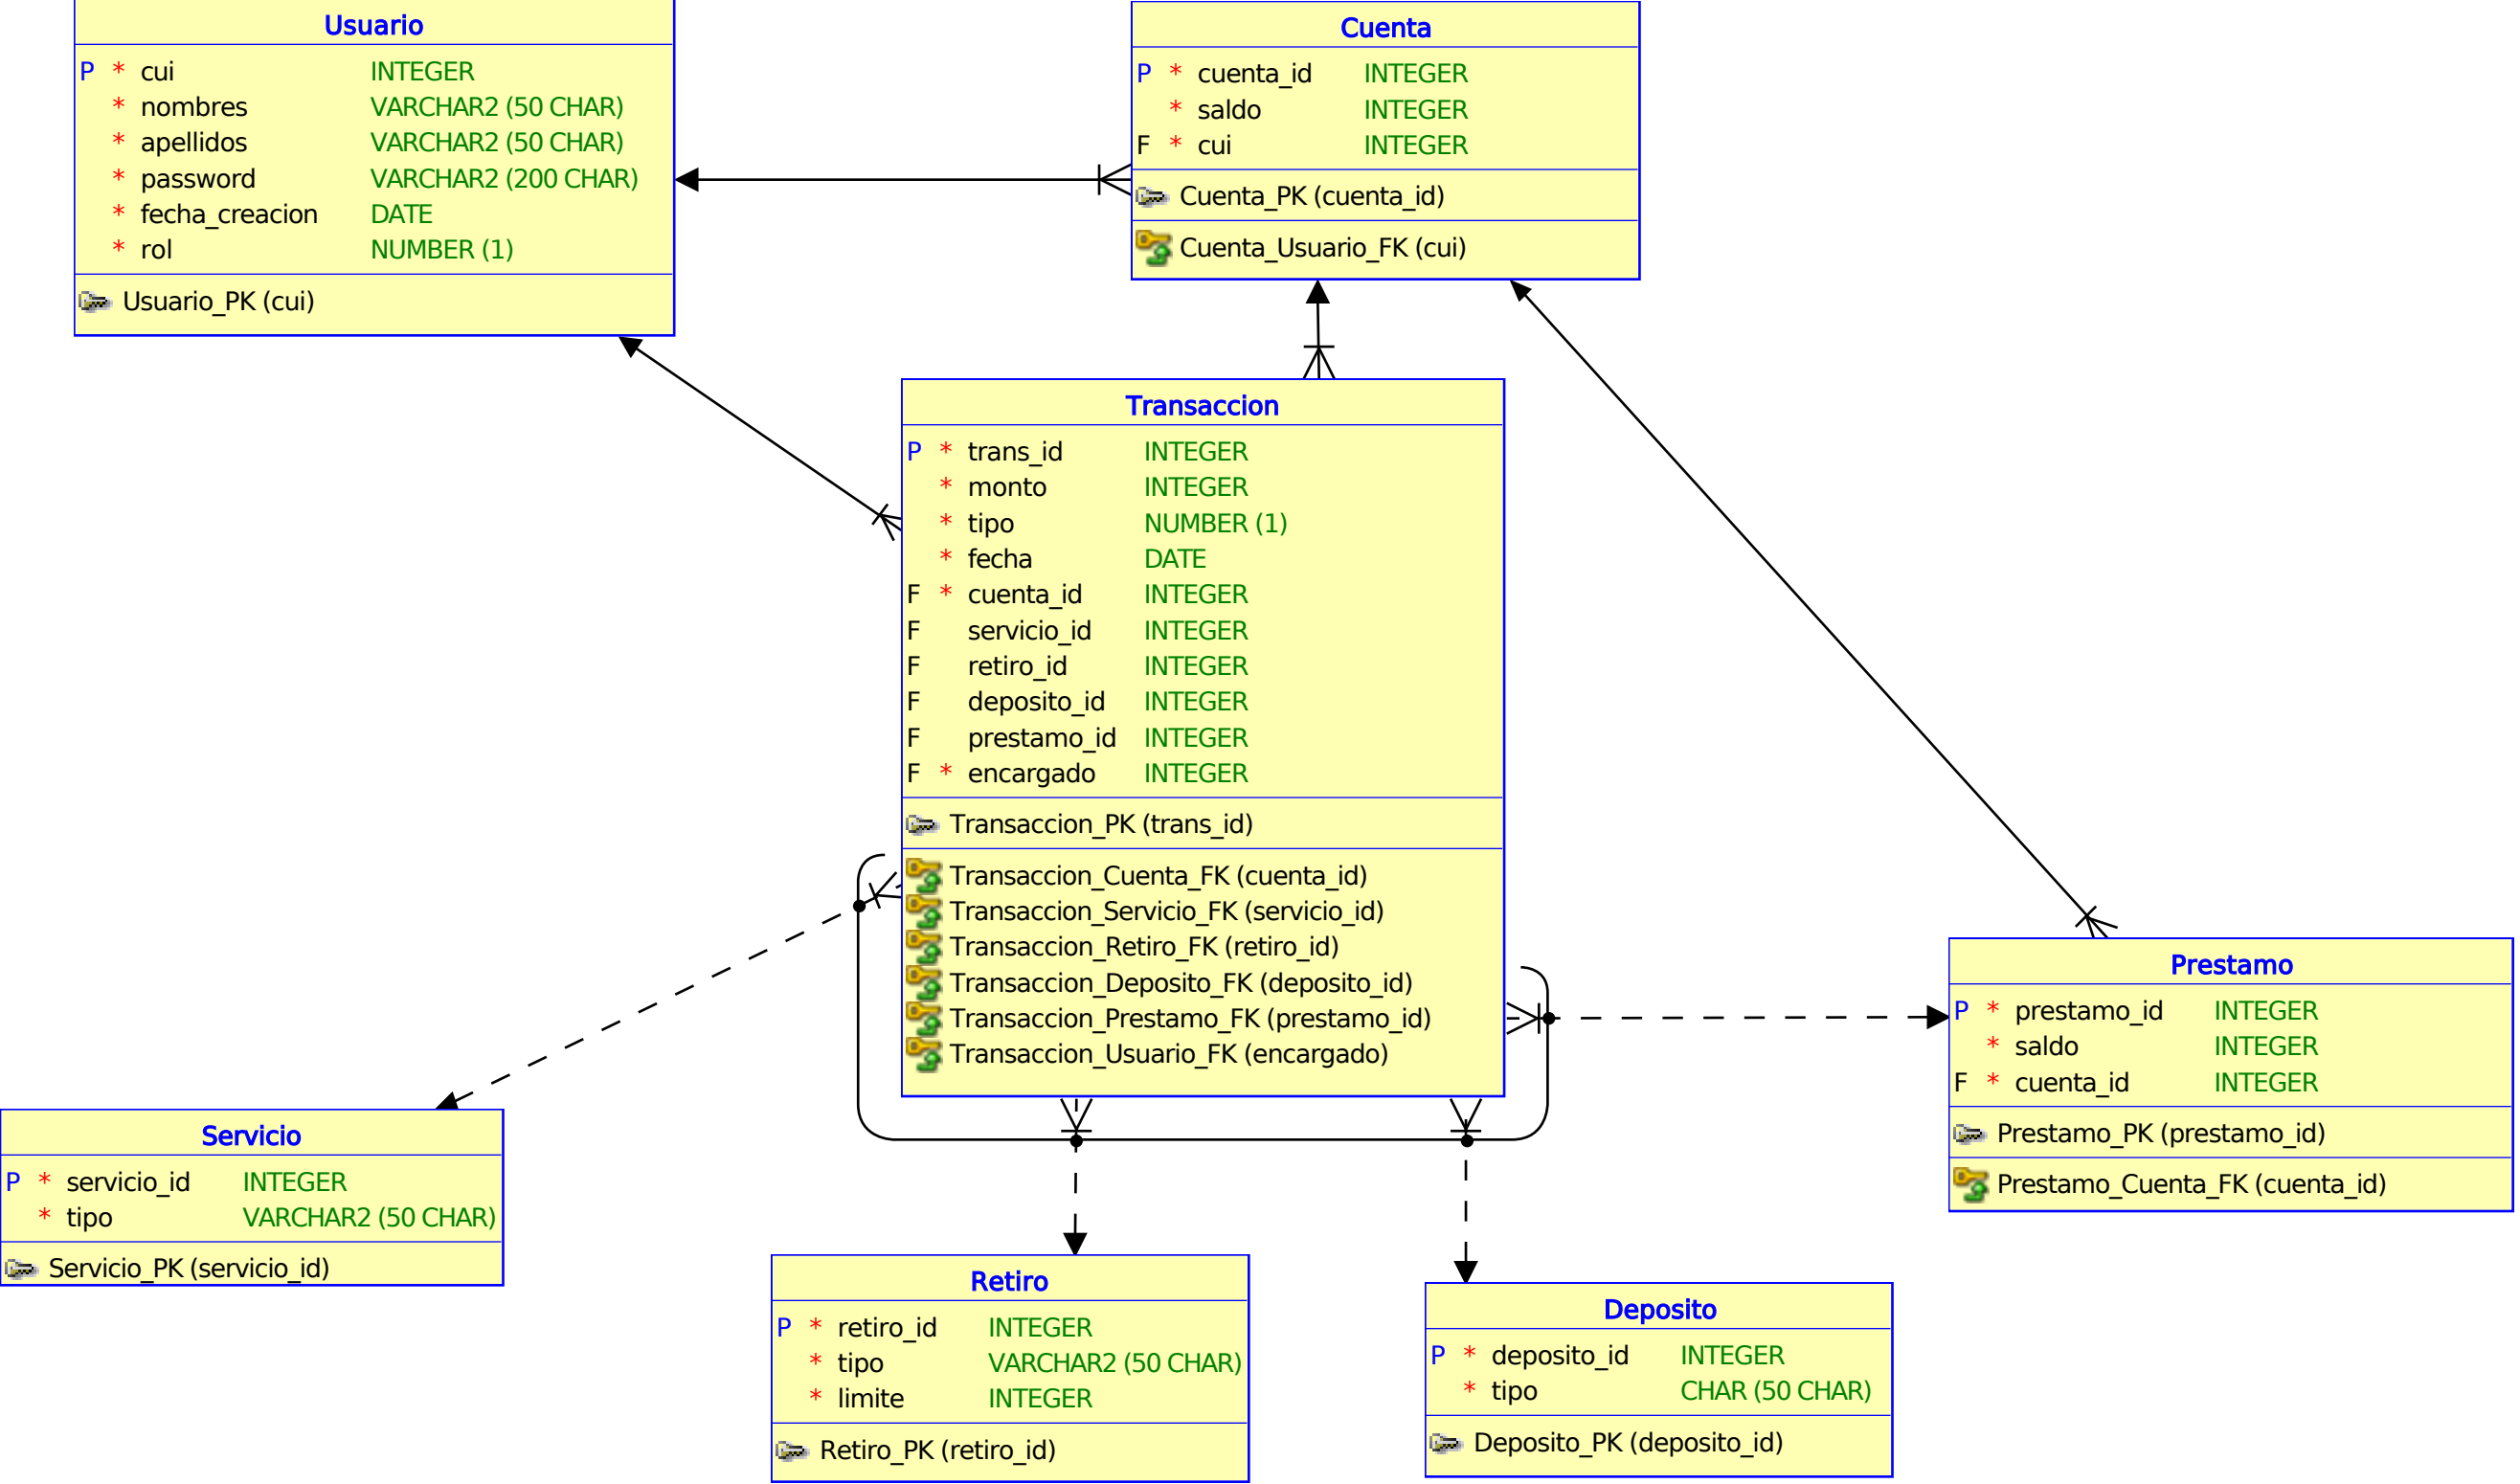 Usuario
P * cui INTEGER
* nombres VARCHAR2 (50 CHAR)
* apellidos VARCHAR2 (50 CHAR)
* password VARCHAR2 (200 CHAR)
* fecha_creacion DATE
* rol NUMBER (1)
Usuario_PK (cui)
Cuenta
P * cuenta_id INTEGER
* saldo INTEGER
F * cui INTEGER
Cuenta_PK (cuenta_id)
Cuenta_Usuario_FK (cui)
Transaccion
P * trans_id INTEGER
* monto INTEGER
* tipo NUMBER (1)
* fecha DATE
F * cuenta_id INTEGER
F servicio_id INTEGER
F retiro_id INTEGER
F deposito_id INTEGER
F prestamo_id INTEGER
F * encargado INTEGER
Transaccion_PK (trans_id)
Transaccion_Cuenta_FK (cuenta_id)
Transaccion_Servicio_FK (servicio_id)
Transaccion_Retiro_FK (retiro_id)
Transaccion_Deposito_FK (deposito_id)
Transaccion_Prestamo_FK (prestamo_id)
Transaccion_Usuario_FK (encargado)
Prestamo
P * prestamo_id INTEGER
* saldo INTEGER
F * cuenta_id INTEGER
Prestamo_PK (prestamo_id)
Prestamo_Cuenta_FK (cuenta_id)
Servicio
P * servicio_id INTEGER
* tipo VARCHAR2 (50 CHAR)
Servicio_PK (servicio_id)
Retiro
P * retiro_id INTEGER
* tipo VARCHAR2 (50 CHAR)
* limite INTEGER
Retiro_PK (retiro_id)
Deposito
P * deposito_id INTEGER
* tipo CHAR (50 CHAR)
Deposito_PK (deposito_id)